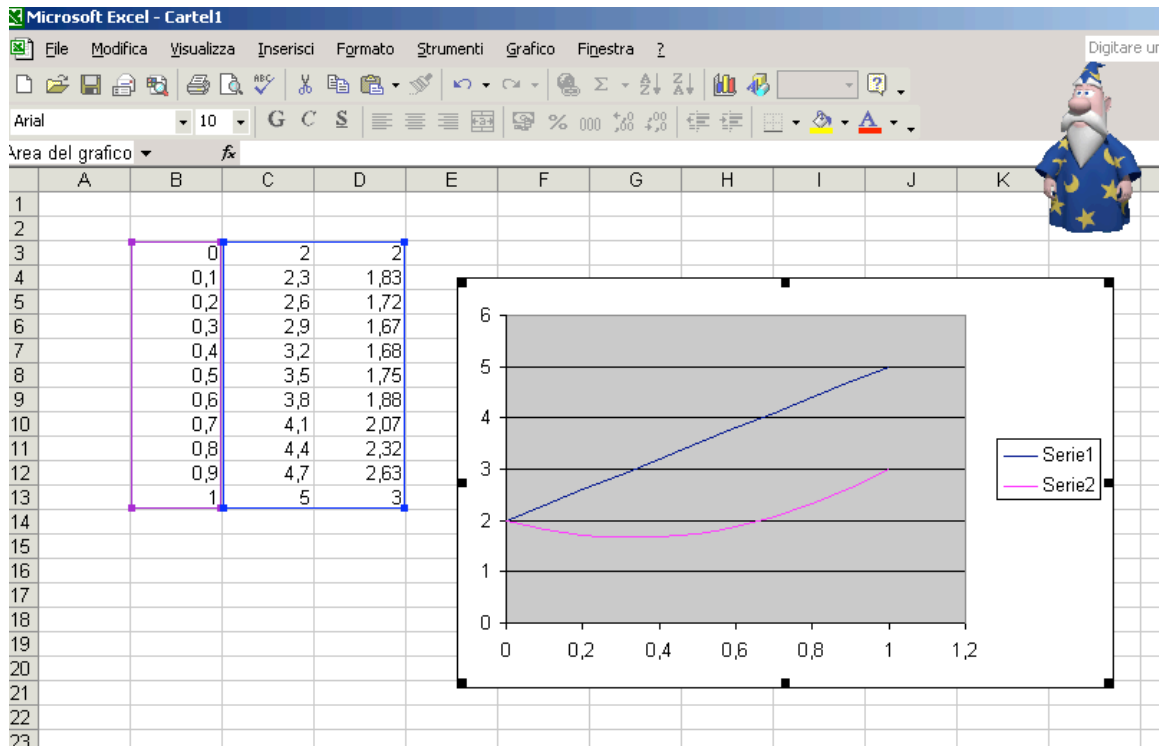 Microsoft Excel - Cartel1
File Modifica Visualizza Inserisci Formato Strumenti Grafico Finestra ? Digitare un
ABC A Z Z A ?
Arial 10 G C S % 000 ,00 A
Area del grafico fx
A B C D E F G H I J K
1
2
3 0 2 2
4 0,1 2,3 1,83
5 0,2 2,6 1,72
6 0,3 2,9 1,67
7 0,4 3,2 1,68
8 0,5 3,5 1,75
9 0,6 3,8 1,88
10 0,7 4,1 2,07
11 0,8 4,4 2,32
12 0,9 4,7 2,63
13 1 5 3
14
15
16
17
18
19
20
21
22
23
6
5
4
3
2
1
0
0 0,2 0,4 0,6 0,8 1 1,2
Serie1
Serie2